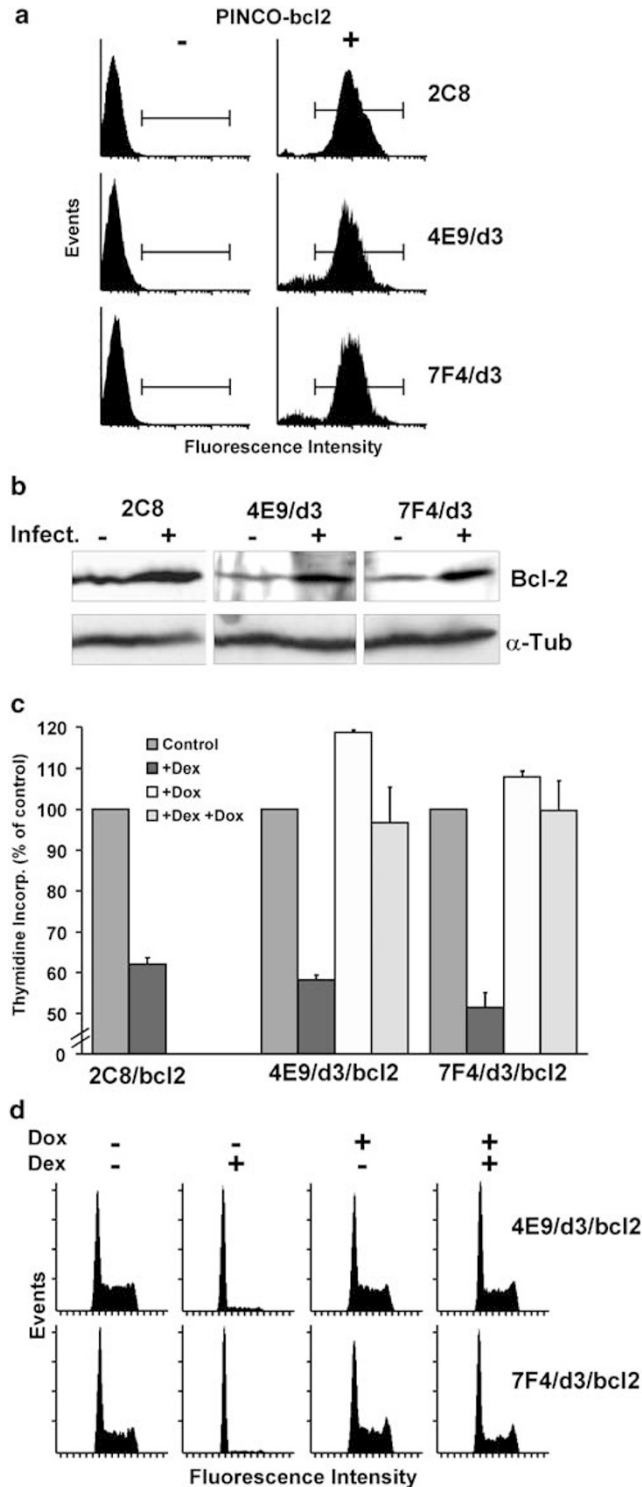 a
PINCO-bcl2
- +
2C8
4E9/d3
7F4/d3
Events
Fluorescence Intensity
b
2C8 4E9/d3 7F4/d3
Infect. - + - + - +
Bcl-2
α-Tub
c
Thymidine Incorp. (% of control)
120
110
100
90
80
70
60
50
0
Control
+Dex
+Dox
+Dex +Dox
2C8/bcl2 4E9/d3/bcl2 7F4/d3/bcl2
d
Dox - - + +
Dex - + - +
4E9/d3/bcl2
7F4/d3/bcl2
Events
Fluorescence Intensity